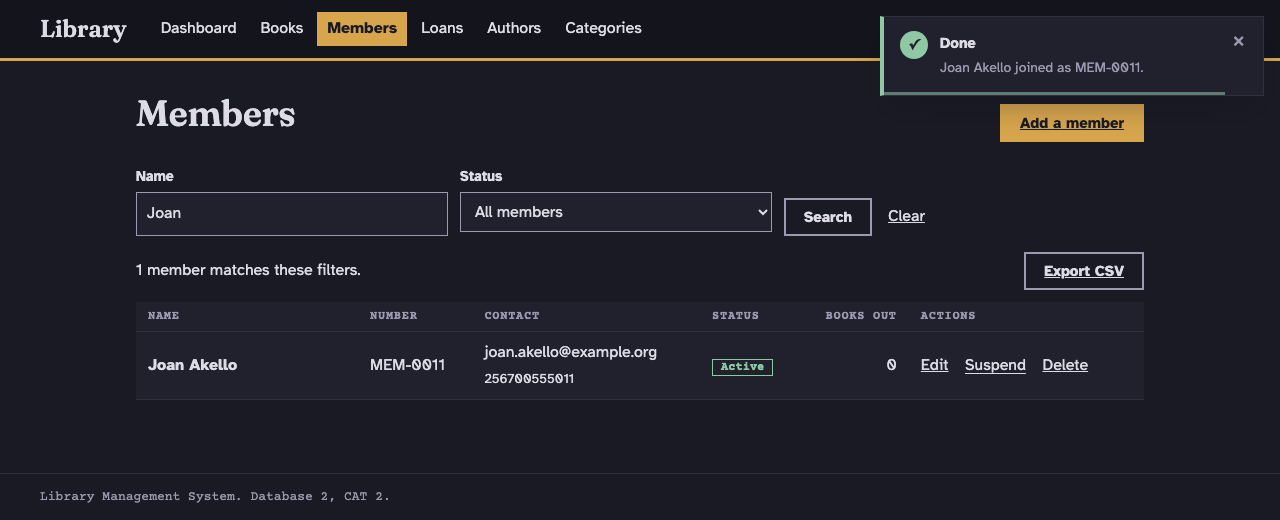 Library Dashboard Books Members Loans Authors Categories
Done
Joan Akello joined as MEM-0011.
Members
Add a member
Name Status
Joan All members Search Clear
1 member matches these filters. Export CSV
NAME NUMBER CONTACT STATUS BOOKS OUT ACTIONS
Joan Akello MEM-0011 joan.akello@example.org Active 0 Edit Suspend Delete
256700555011
Library Management System. Database 2, CAT 2.